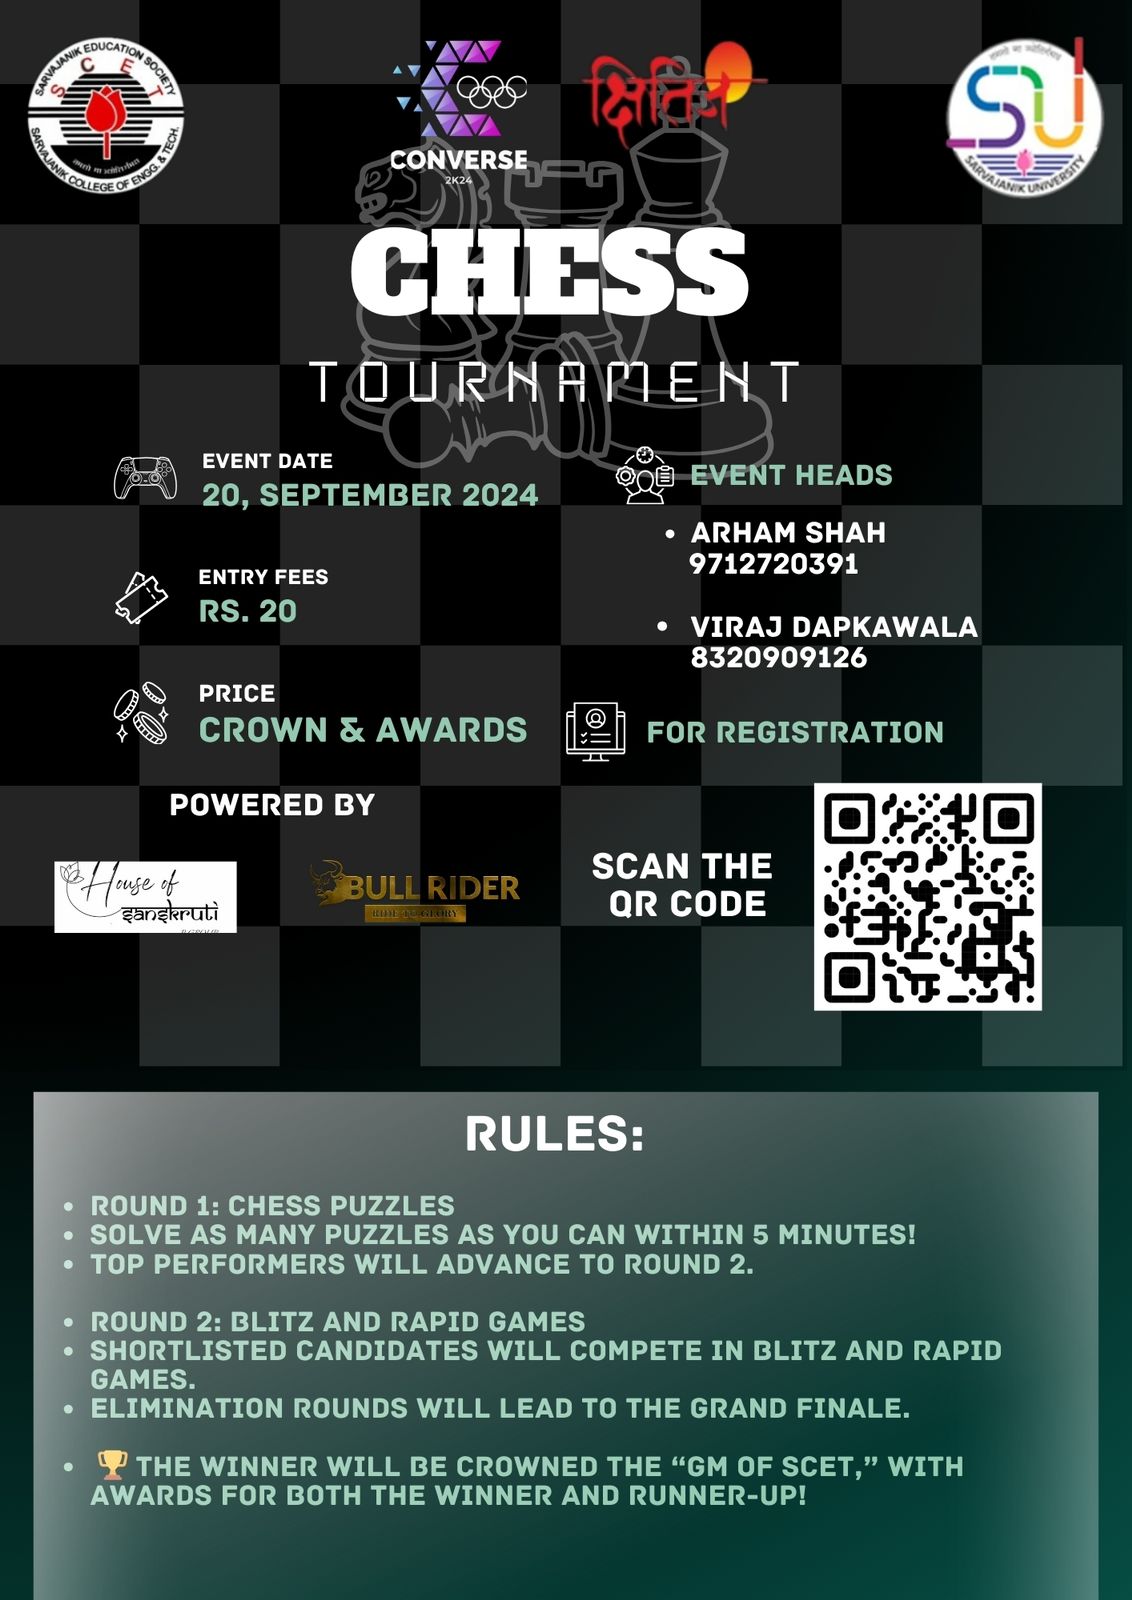 SARVAJANIK EDUCATION SOCIETY
SCET
SARVAJANIK COLLEGE OF ENGG. & TECH.
CONVERSE
2K24
क्षितिज
SU
SARVAJANIK UNIVERSITY
CHESS
TOURNAMENT
EVENT DATE
20, SEPTEMBER 2024
ENTRY FEES
RS. 20
PRICE
CROWN & AWARDS
EVENT HEADS
• ARHAM SHAH
9712720391
• VIRAJ DAPKAWALA
8320909126
FOR REGISTRATION
POWERED BY
House of
sanskruti
BULL RIDER
RIDE TO GLORY
SCAN THE
QR CODE
RULES:
• ROUND 1: CHESS PUZZLES
• SOLVE AS MANY PUZZLES AS YOU CAN WITHIN 5 MINUTES!
• TOP PERFORMERS WILL ADVANCE TO ROUND 2.
• ROUND 2: BLITZ AND RAPID GAMES
• SHORTLISTED CANDIDATES WILL COMPETE IN BLITZ AND RAPID
GAMES.
• ELIMINATION ROUNDS WILL LEAD TO THE GRAND FINALE.
• 🏆 THE WINNER WILL BE CROWNED THE “GM OF SCET,” WITH
AWARDS FOR BOTH THE WINNER AND RUNNER-UP!